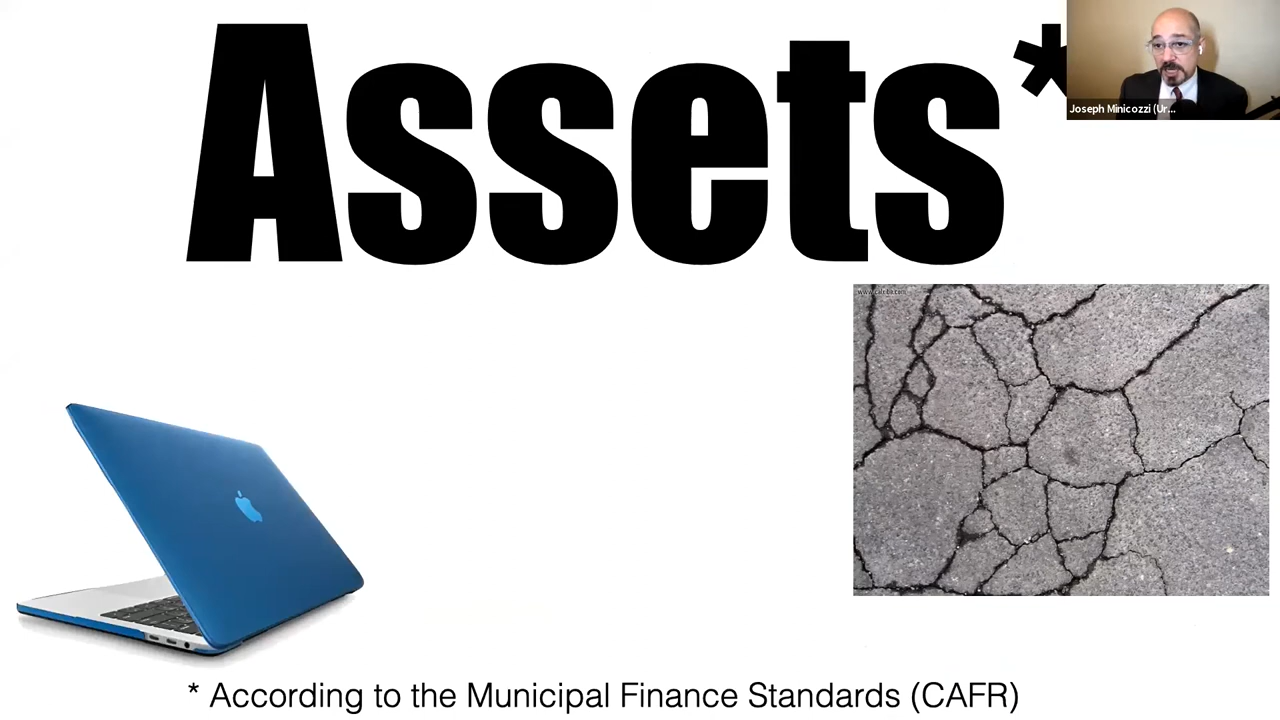 Assets*
Joseph Minicozzi (Ur...
* According to the Municipal Finance Standards (CAFR)